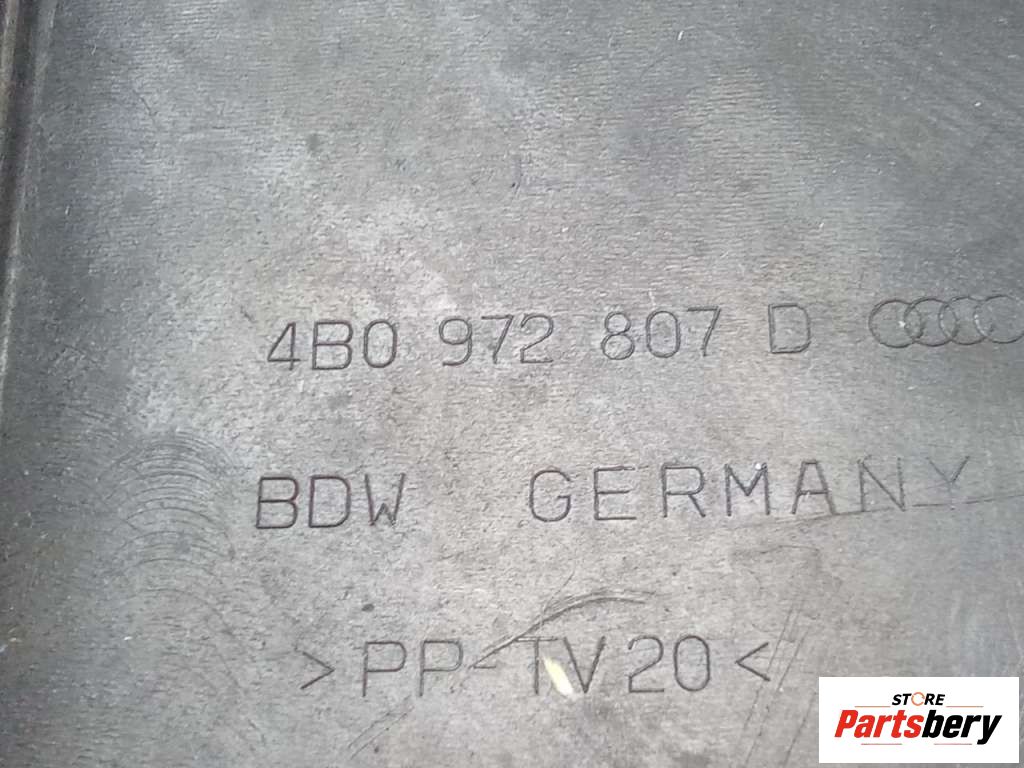 4B0 972 807 D
BDW GERMANY
>PP-TV20<
STORE
Partsbery